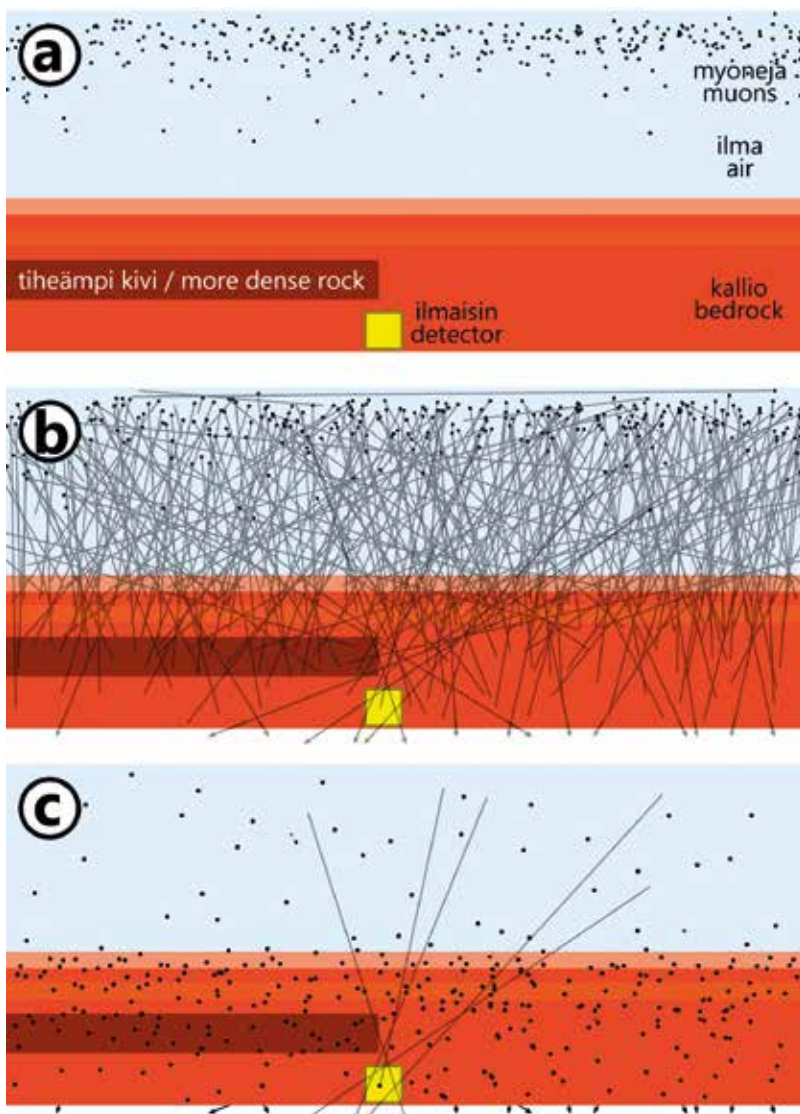 a
myoneja
muons
ilma
air
tiheämpi kivi / more dense rock
ilmaisin
detector
kallio
bedrock
b
c